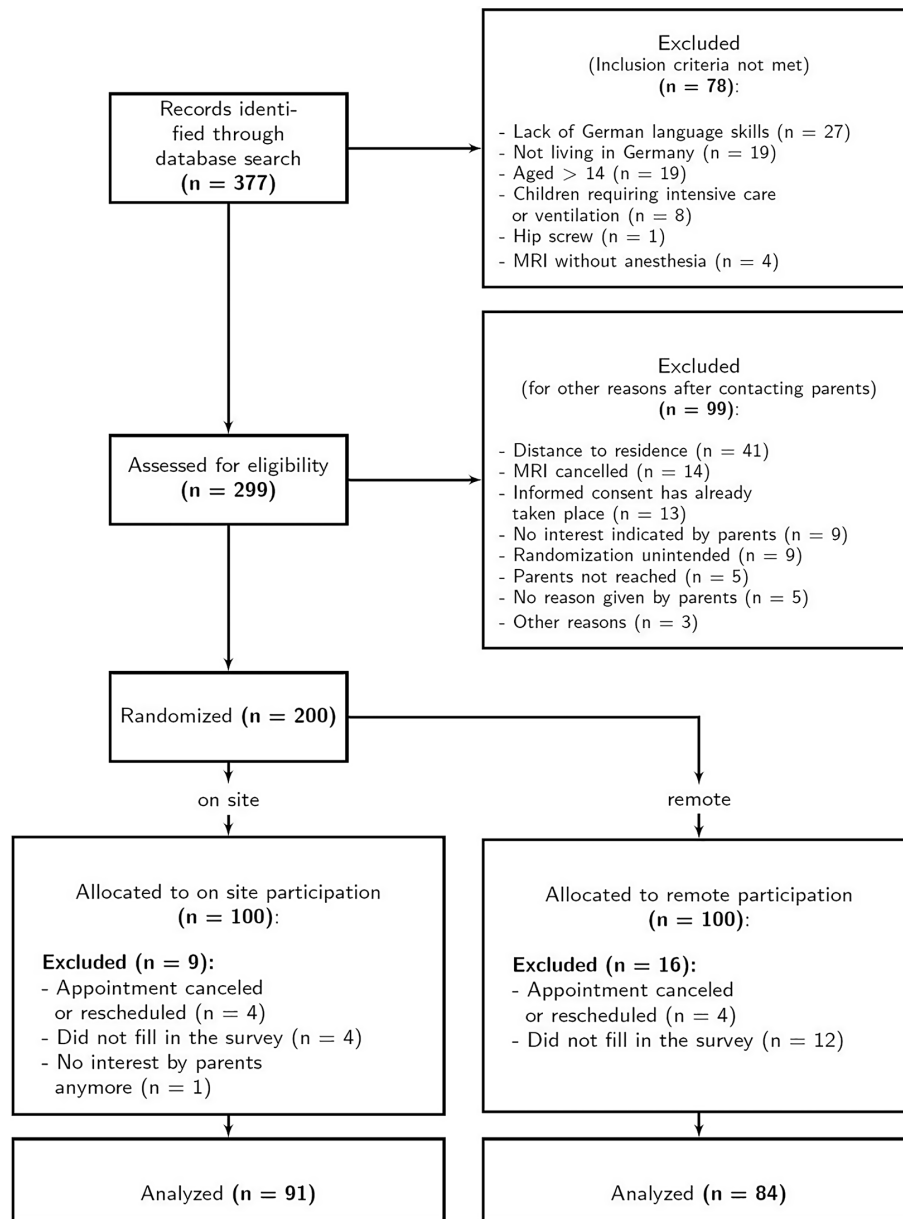 Records identi-
fied through
database search
(n = 377)
Excluded
(Inclusion criteria not met)
(n = 78):
- Lack of German language skills (n = 27)
- Not living in Germany (n = 19)
- Aged > 14 (n = 19)
- Children requiring intensive care
or ventilation (n = 8)
- Hip screw (n = 1)
- MRI without anesthesia (n = 4)
Assessed for eligibility
(n = 299)
Excluded
(for other reasons after contacting parents)
(n = 99):
- Distance to residence (n = 41)
- MRI cancelled (n = 14)
- Informed consent has already
taken place (n = 13)
- No interest indicated by parents (n = 9)
- Randomization unintended (n = 9)
- Parents not reached (n = 5)
- No reason given by parents (n = 5)
- Other reasons (n = 3)
Randomized (n = 200)
on site
remote
Allocated to on site participation
(n = 100):
Excluded (n = 9):
- Appointment canceled
or rescheduled (n = 4)
- Did not fill in the survey (n = 4)
- No interest by parents
anymore (n = 1)
Allocated to remote participation
(n = 100):
Excluded (n = 16):
- Appointment canceled
or rescheduled (n = 4)
- Did not fill in the survey (n = 12)
Analyzed (n = 91)
Analyzed (n = 84)